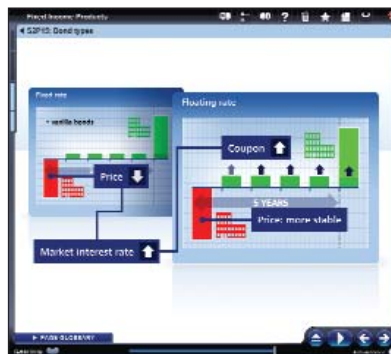 Fixed Income Products
S2P15: Bond types
Fixed rate
• vanilla bonds
Price
Floating rate
Coupon
5 YEARS
Price: more stable
Market interest rate
PAGE GLOSSARY